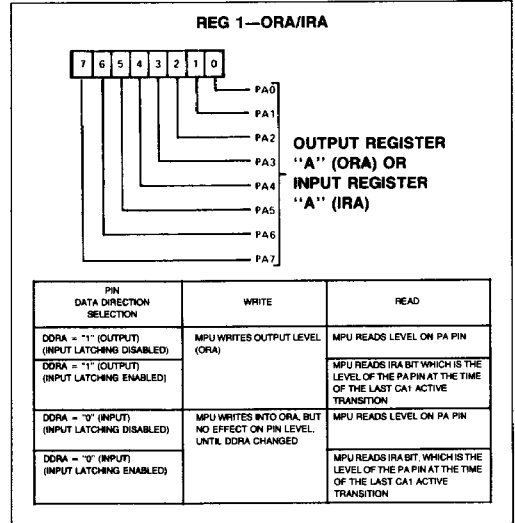 REG 1—ORA/IRA
7 6 5 4 3 2 1 0
PA0
PA1
PA2
PA3
PA4
PA5
PA6
PA7
OUTPUT REGISTER
"A" (ORA) OR
INPUT REGISTER
"A" (IRA)
PIN
DATA DIRECTION
SELECTION
WRITE
READ
DDRA = "1" (OUTPUT)
(INPUT LATCHING DISABLED)
MPU WRITES OUTPUT LEVEL
(ORA)
MPU READS LEVEL ON PA PIN
DDRA = "1" (OUTPUT)
(INPUT LATCHING ENABLED)
MPU READS IRA BIT WHICH IS THE
LEVEL OF THE PA PIN AT THE TIME
OF THE LAST CA1 ACTIVE
TRANSITION
DDRA = "0" (INPUT)
(INPUT LATCHING DISABLED)
MPU WRITES INTO ORA, BUT
NO EFFECT ON PIN LEVEL,
UNTIL DDRA CHANGED
MPU READS LEVEL ON PA PIN
DDRA = "0" (INPUT)
(INPUT LATCHING ENABLED)
MPU READS IRA BIT, WHICH IS THE
LEVEL OF THE PA PIN AT THE TIME
OF THE LAST CA1 ACTIVE
TRANSITION